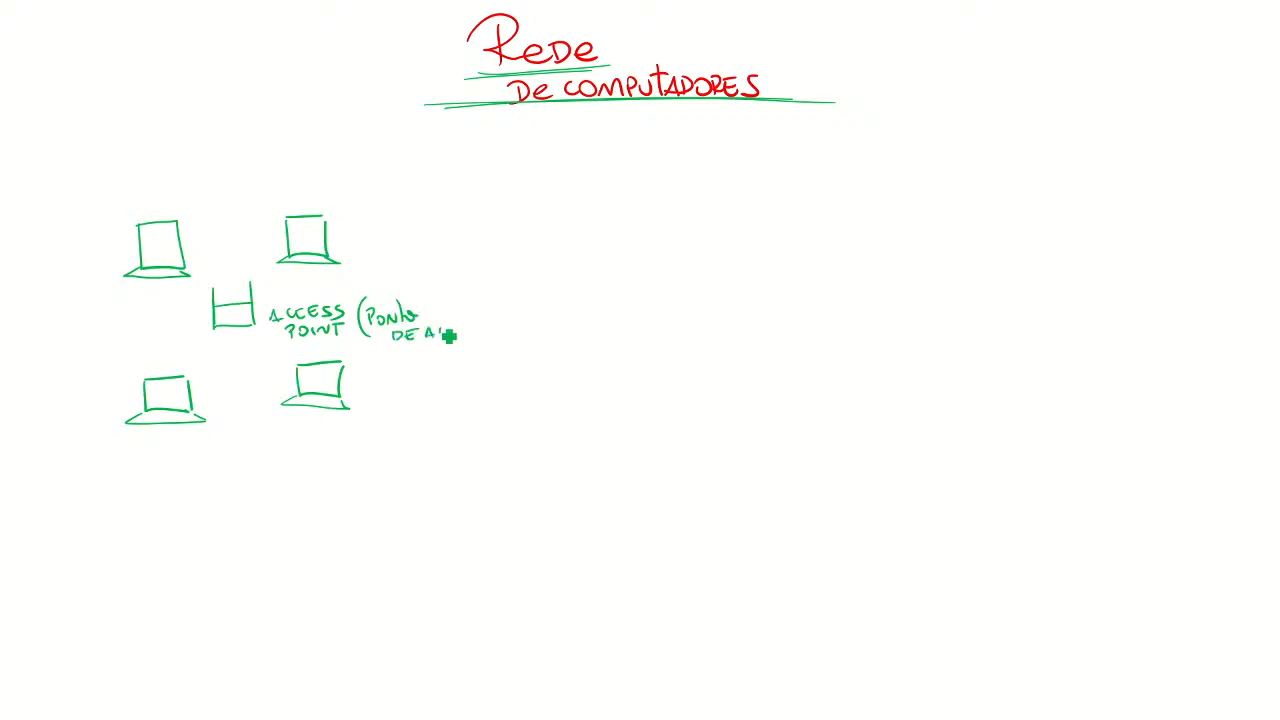 REDE
DE COMPUTADORES
ACCESS (PONTO
POINT DE A